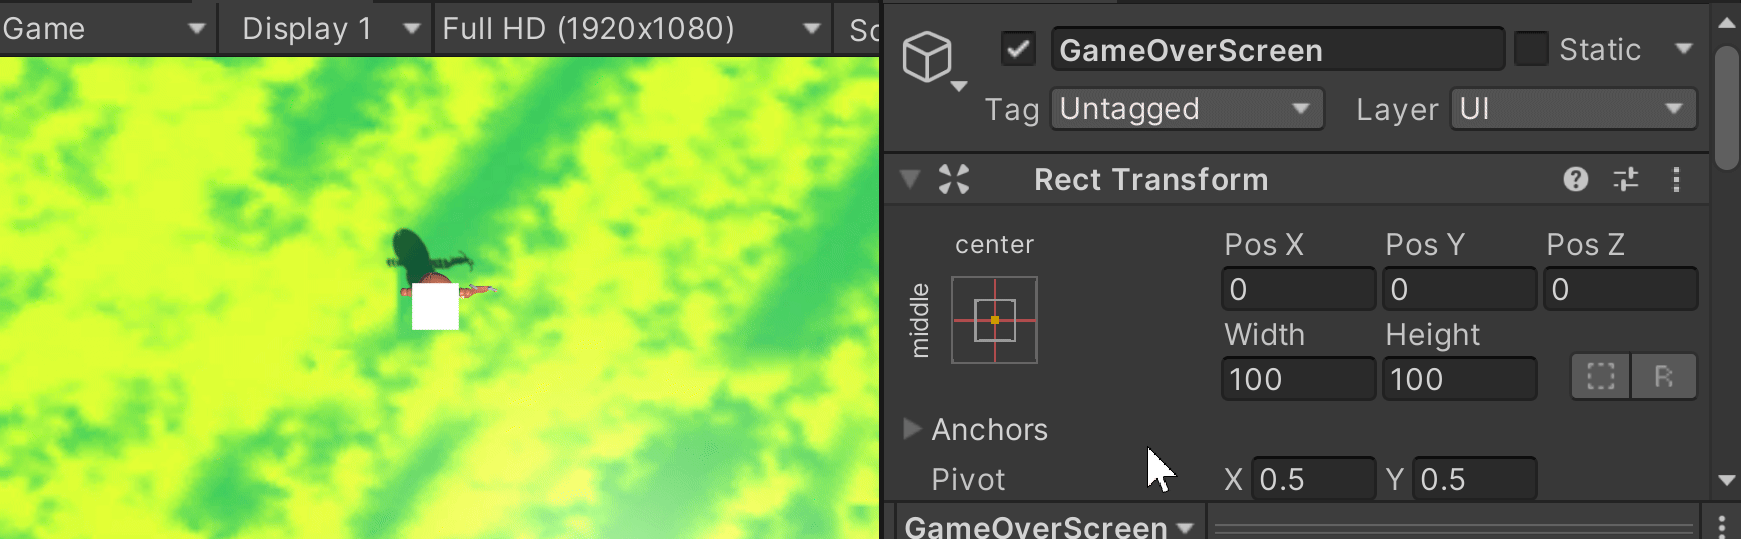 Game Display 1 Full HD (1920x1080) Sc
GameOverScreen Static
Tag Untagged Layer UI
Rect Transform
center
middle
Pos X Pos Y Pos Z
0 0 0
Width Height
100 100 R
Anchors
Pivot X 0.5 Y 0.5
GameOverScreen